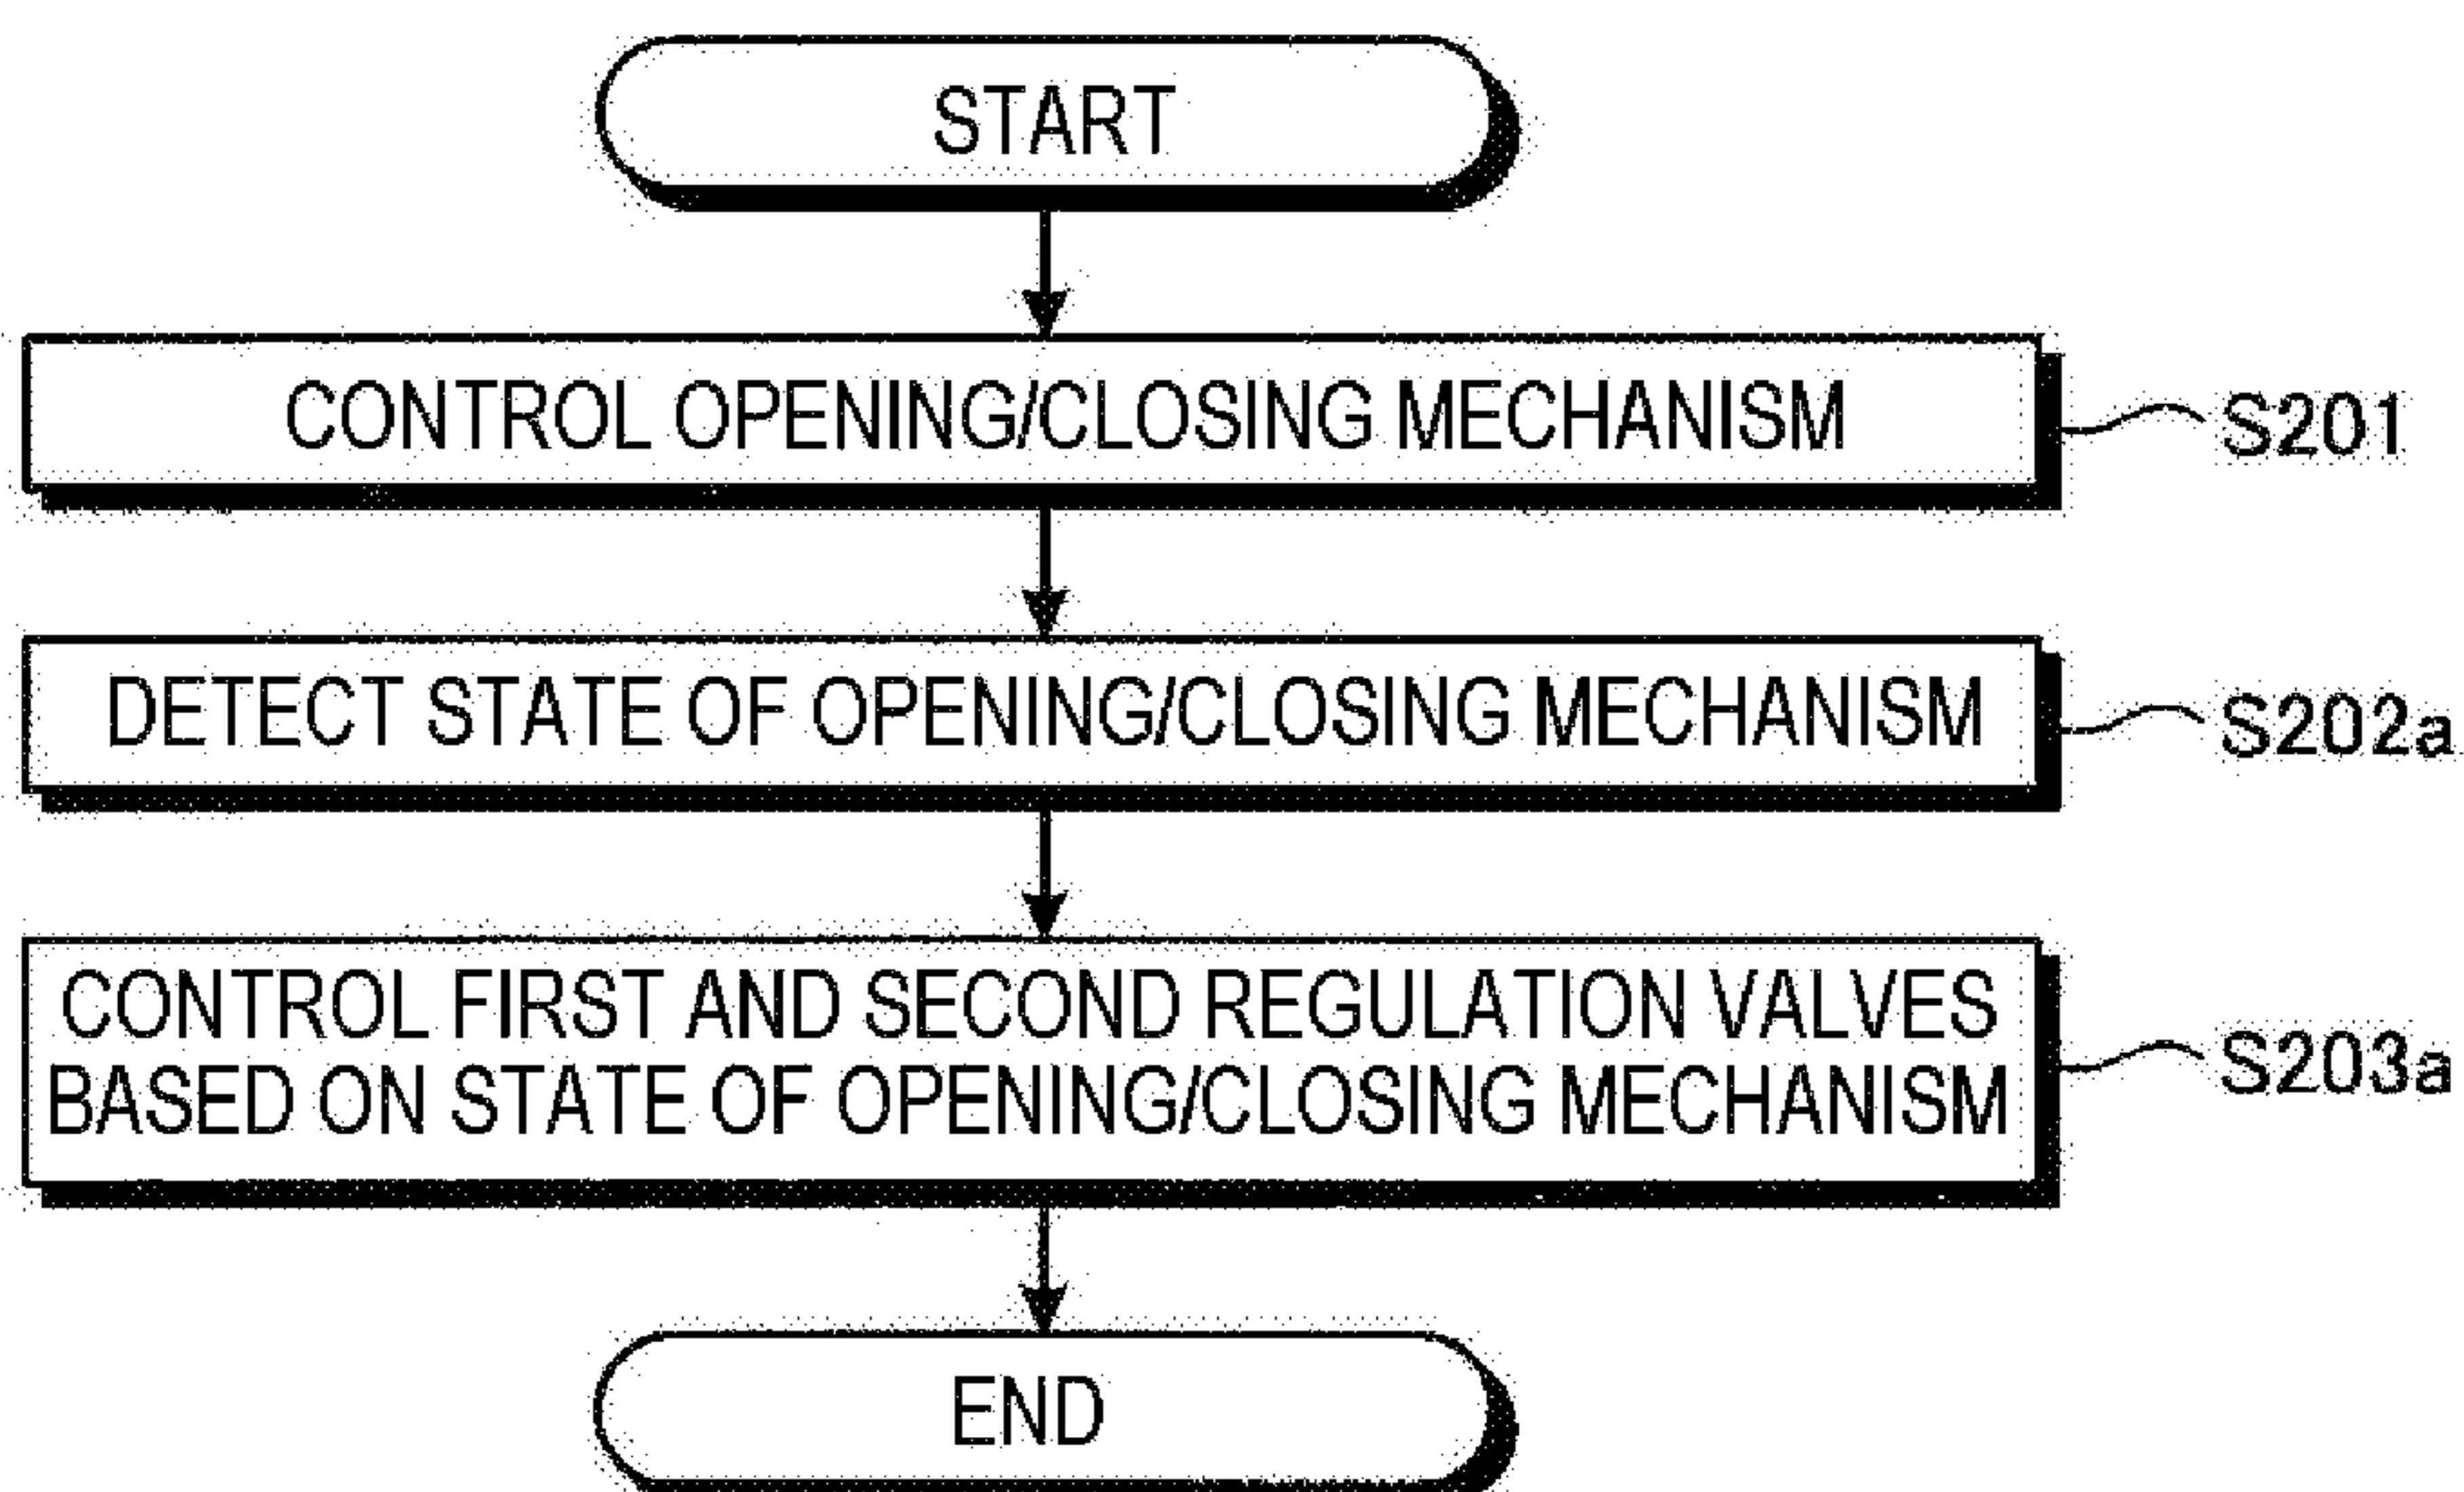 START
CONTROL OPENING/CLOSING MECHANISM
S201
DETECT STATE OF OPENING/CLOSING MECHANISM
S202a
CONTROL FIRST AND SECOND REGULATION VALVES
BASED ON STATE OF OPENING/CLOSING MECHANISM
S203a
END